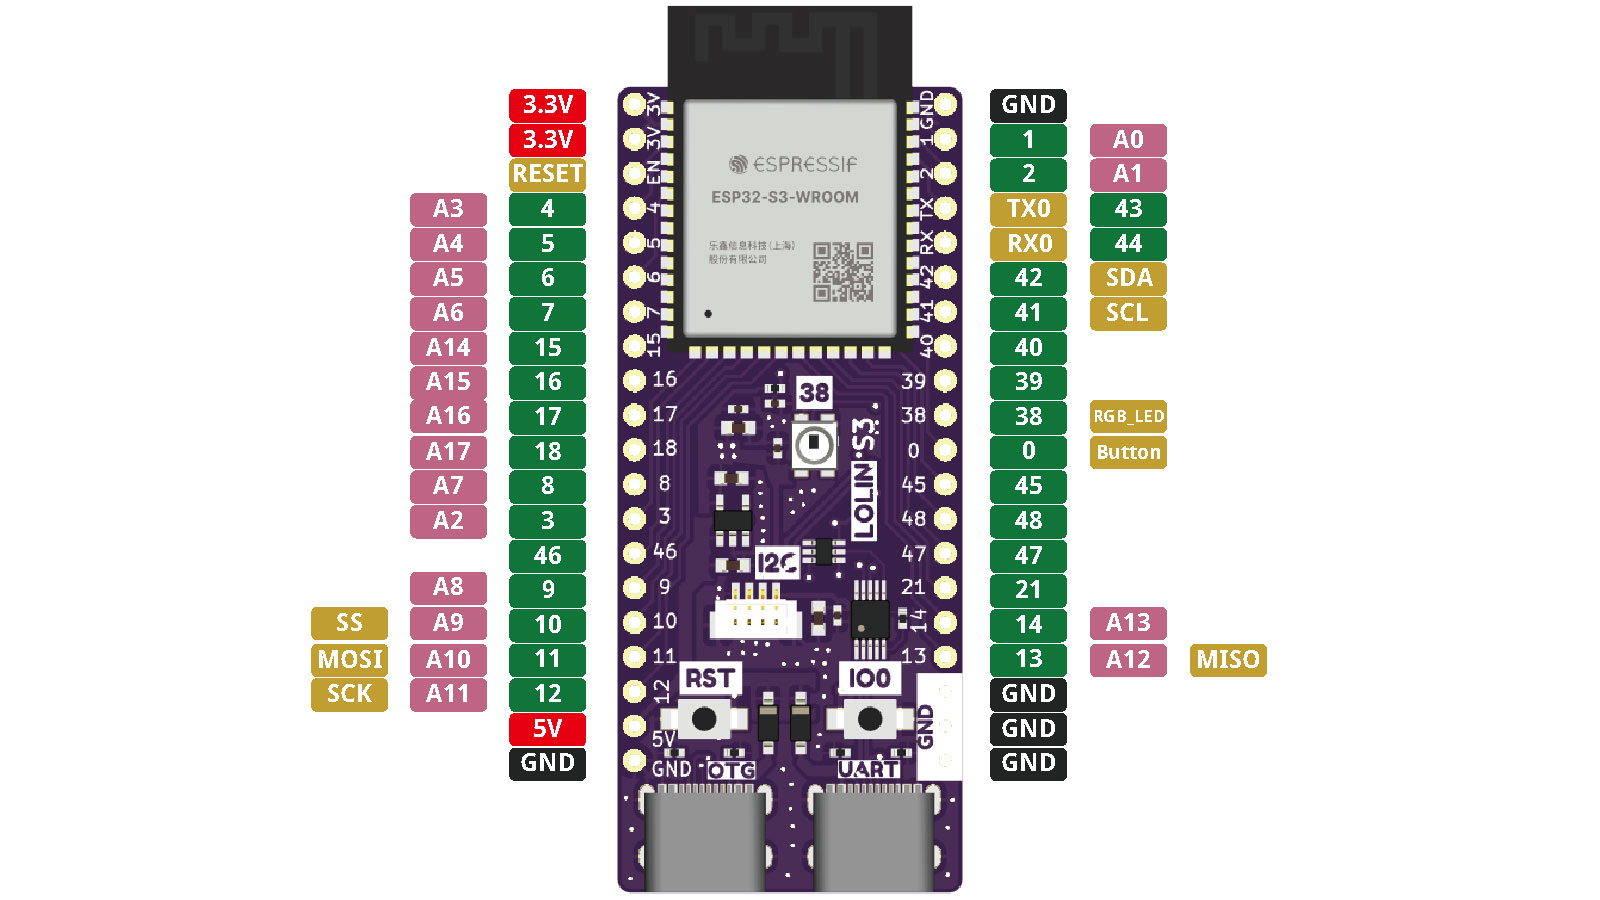 3.3V
3.3V
RESET
A3 4
A4 5
A5 6
A6 7
A14 15
A15 16
A16 17
A17 18
A7 8
A2 3
46
A8 9
SS A9 10
MOSI A10 11
SCK A11 12
5V
GND
3V
3V
EN
4
5
6
7
15
16
17
18
8
3
46
9
10
11
12
5V
GND
ESPRESSIF
ESP32-S3-WROOM
乐鑫信息科技(上海)
股份有限公司
38
LOLIN S3
I2C
RST
IO0
OTG
UART
GND
1
2
TX
RX
42
41
40
39
38
0
45
48
47
21
14
13
GND
GND
1 A0
2 A1
TX0 43
RX0 44
42 SDA
41 SCL
40
39
38 RGB_LED
0 Button
45
48
47
21
14 A13
13 A12 MISO
GND
GND
GND